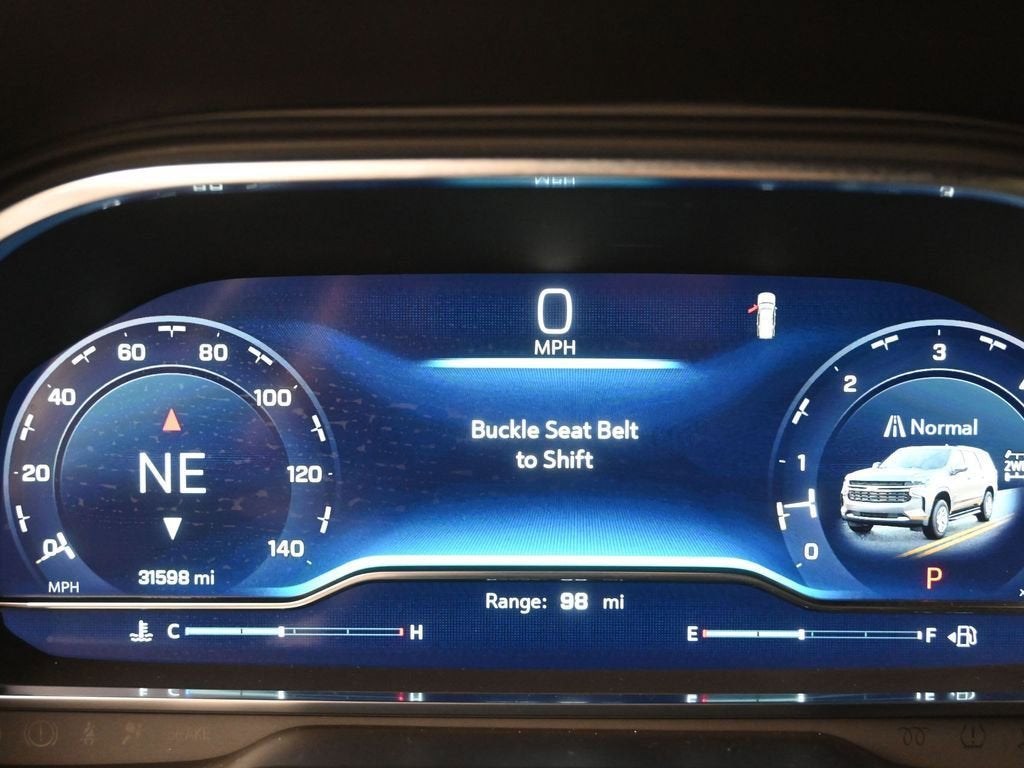 0
MPH
60
80
40
100
20
120
0
140
NE
MPH
31598 mi
Buckle Seat Belt
to Shift
3
2
1
0
Normal
P
Range: 98 mi
C
H
E
F
BRAKE